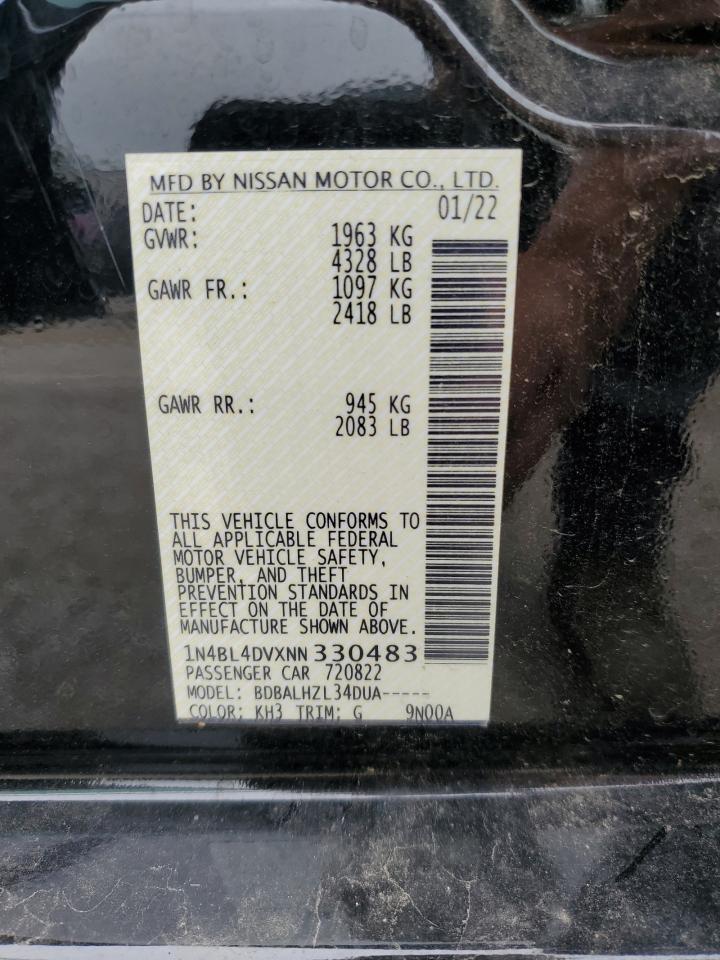 MFD BY NISSAN MOTOR CO., LTD.
DATE: 01/22
GVWR: 1963 KG
4328 LB
GAWR FR.: 1097 KG
2418 LB
GAWR RR.: 945 KG
2083 LB
THIS VEHICLE CONFORMS TO
ALL APPLICABLE FEDERAL
MOTOR VEHICLE SAFETY,
BUMPER, AND THEFT
PREVENTION STANDARDS IN
EFFECT ON THE DATE OF
MANUFACTURE SHOWN ABOVE.
1N4BL4DVXNN330483
PASSENGER CAR 720822
MODEL: BDBALHZL34DUA-----
COLOR: KH3 TRIM: G 9N00A